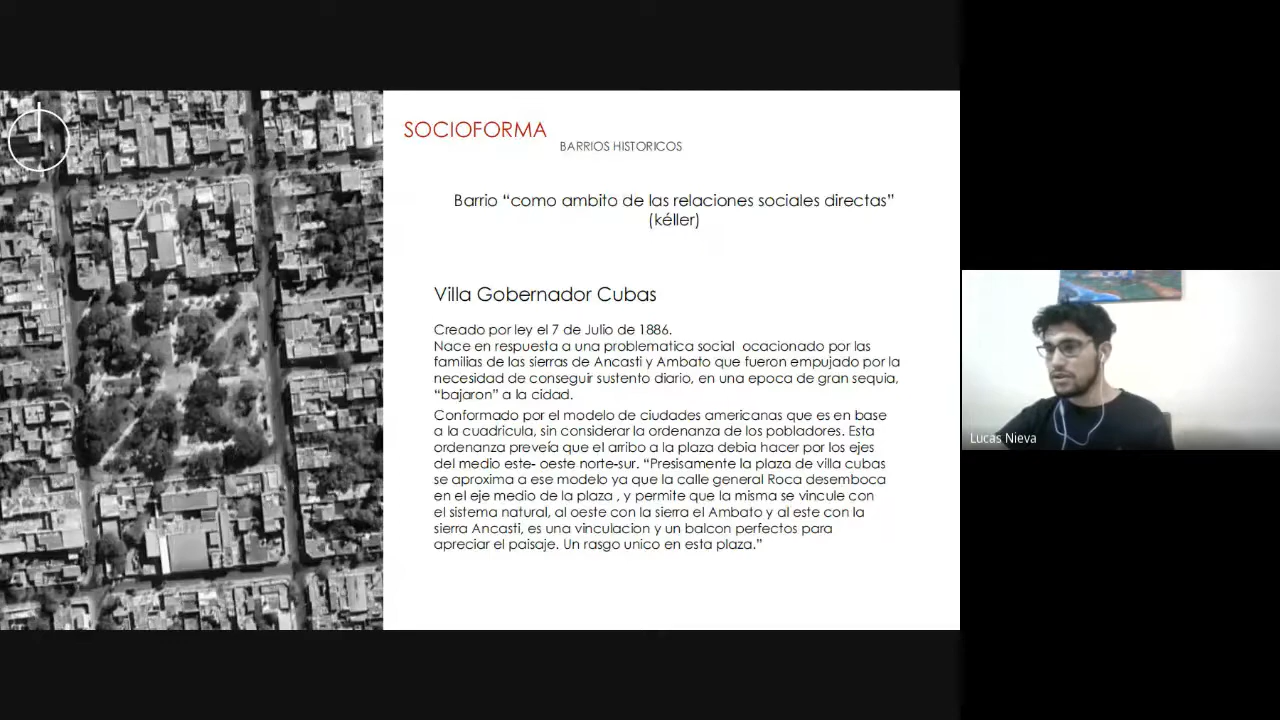 SOCIOFORMA
BARRIOS HISTORICOS
Barrio “como ambito de las relaciones sociales directas”
(kéller)
Villa Gobernador Cubas
Creado por ley el 7 de Julio de 1886.
Nace en respuesta a una problematica social ocacionado por las
familias de las sierras de Ancasti y Ambato que fueron empujado por la
necesidad de conseguir sustento diario, en una epoca de gran sequia,
“bajaron” a la cidad.
Conformado por el modelo de ciudades americanas que es en base
a la cuadricula, sin considerar la ordenanza de los pobladores. Esta
ordenanza preveía que el arribo a la plaza debia hacer por los ejes
del medio este- oeste norte-sur. “Presisamente la plaza de villa cubas
se aproxima a ese modelo ya que la calle general Roca desemboca
en el eje medio de la plaza , y permite que la misma se vincule con
el sistema natural, al oeste con la sierra el Ambato y al este con la
sierra Ancasti, es una vinculacion y un balcon perfectos para
apreciar el paisaje. Un rasgo unico en esta plaza.”
Lucas Nieva